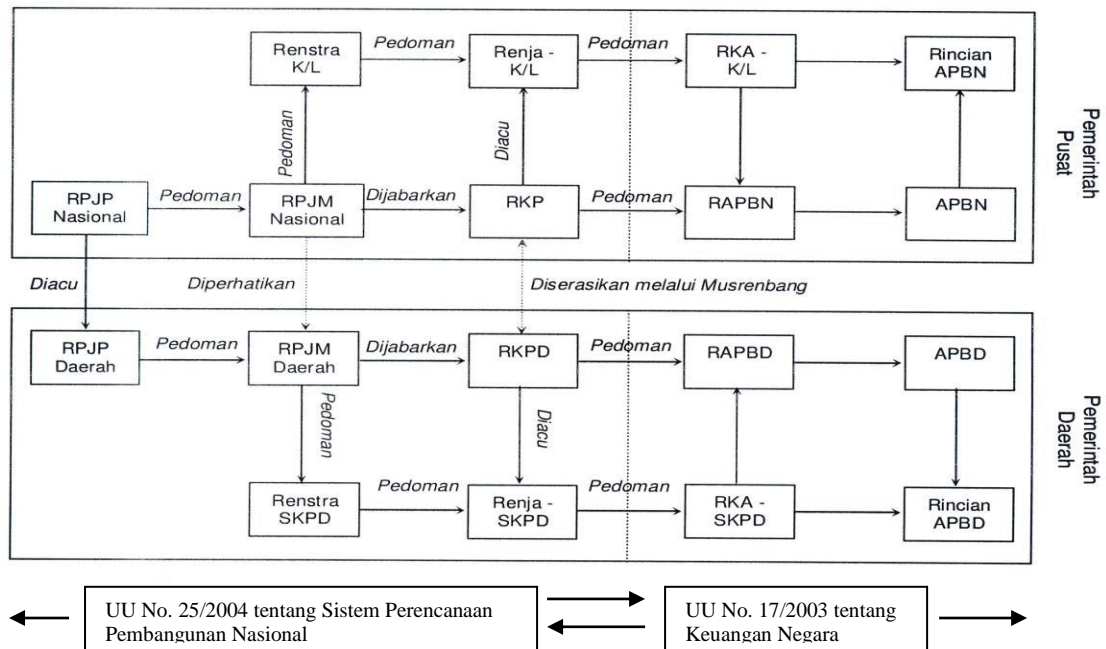 Pedoman
Pedoman
Renstra
K/L
Renja -
K/L
RKA -
K/L
Rincian
APBN
Pedoman
Diacu
Pemerintah
Pusat
RPJP
Nasional
Pedoman
RPJM
Nasional
Dijabarkan
RKP
Pedoman
RAPBN
APBN
Diacu
Diperhatikan
Diserasikan melalui Musrenbang
RPJP
Daerah
Pedoman
RPJM
Daerah
Dijabarkan
RKPD
Pedoman
RAPBD
APBD
Pedoman
Diacu
Pemerintah
Daerah
Renstra
SKPD
Pedoman
Renja -
SKPD
Pedoman
RKA -
SKPD
Rincian
APBD
UU No. 25/2004 tentang Sistem Perencanaan
Pembangunan Nasional
UU No. 17/2003 tentang
Keuangan Negara